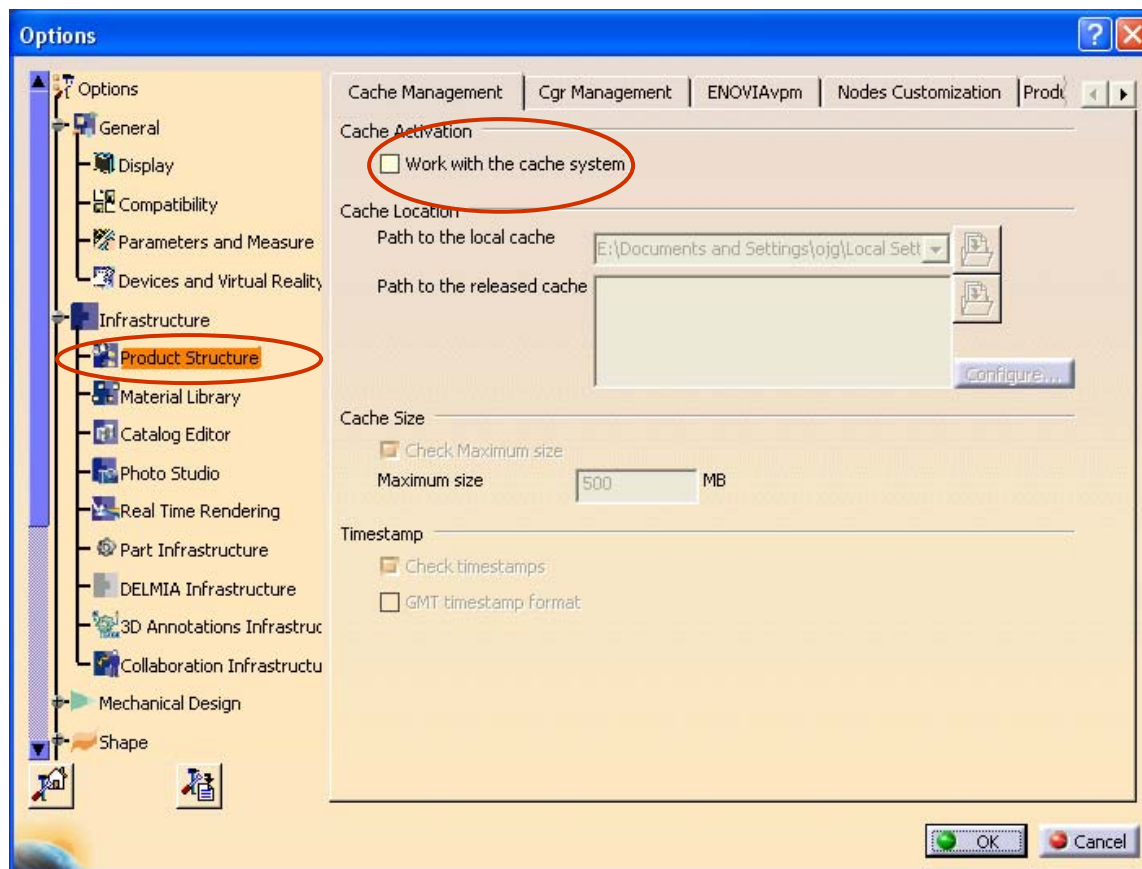 Options
Options
General
Display
Compatibility
Parameters and Measure
Devices and Virtual Reality
Infrastructure
Product Structure
Material Library
Catalog Editor
Photo Studio
Real Time Rendering
Part Infrastructure
DELMIA Infrastructure
3D Annotations Infrastruc
Collaboration Infrastructu
Mechanical Design
Shape
Cache Management Cgr Management ENOVIAvpm Nodes Customization Produ
Cache Activation
Work with the cache system
Cache Location
Path to the local cache E:\Documents and Settings\ojg\Local Sett
Path to the released cache
Configure...
Cache Size
Check Maximum size
Maximum size 500 MB
Timestamp
Check timestamps
GMT timestamp format
OK Cancel